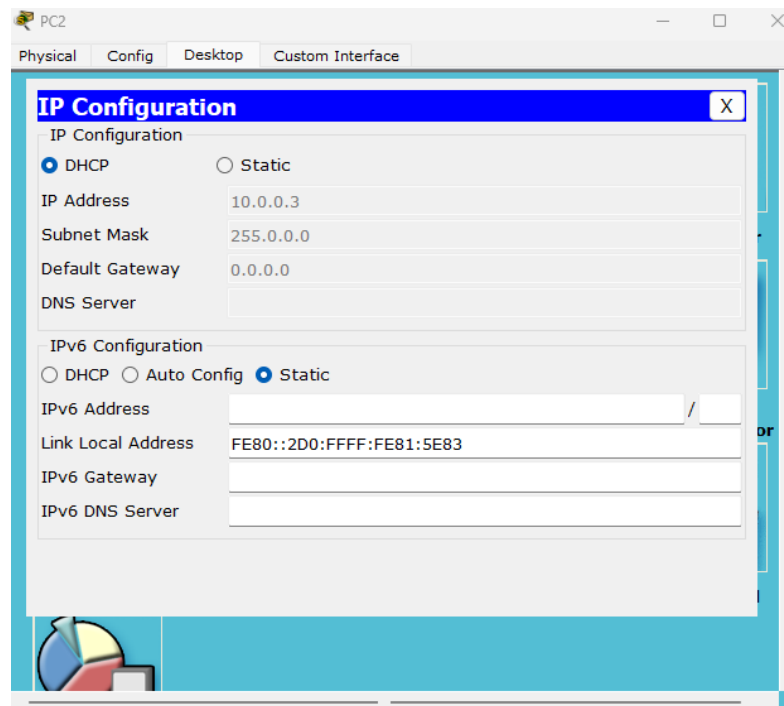 PC2
Physical Config Desktop Custom Interface
IP Configuration X
IP Configuration
DHCP Static
IP Address 10.0.0.3
Subnet Mask 255.0.0.0
Default Gateway 0.0.0.0
DNS Server
IPv6 Configuration
DHCP Auto Config Static
IPv6 Address /
Link Local Address FE80::2D0:FFFF:FE81:5E83
IPv6 Gateway
IPv6 DNS Server
or